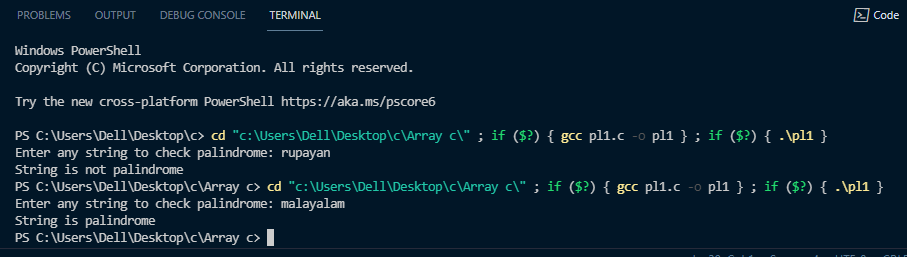 PROBLEMS OUTPUT DEBUG CONSOLE TERMINAL Code
Windows PowerShell
Copyright (C) Microsoft Corporation. All rights reserved.
Try the new cross-platform PowerShell https://aka.ms/pscore6
PS C:\Users\Dell\Desktop\c> cd "c:\Users\Dell\Desktop\c\Array c\" ; if ($?) { gcc pl1.c -o pl1 } ; if ($?) { .\pl1 }
Enter any string to check palindrome: rupayan
String is not palindrome
PS C:\Users\Dell\Desktop\c\Array c> cd "c:\Users\Dell\Desktop\c\Array c\" ; if ($?) { gcc pl1.c -o pl1 } ; if ($?) { .\pl1 }
Enter any string to check palindrome: malayalam
String is palindrome
PS C:\Users\Dell\Desktop\c\Array c>